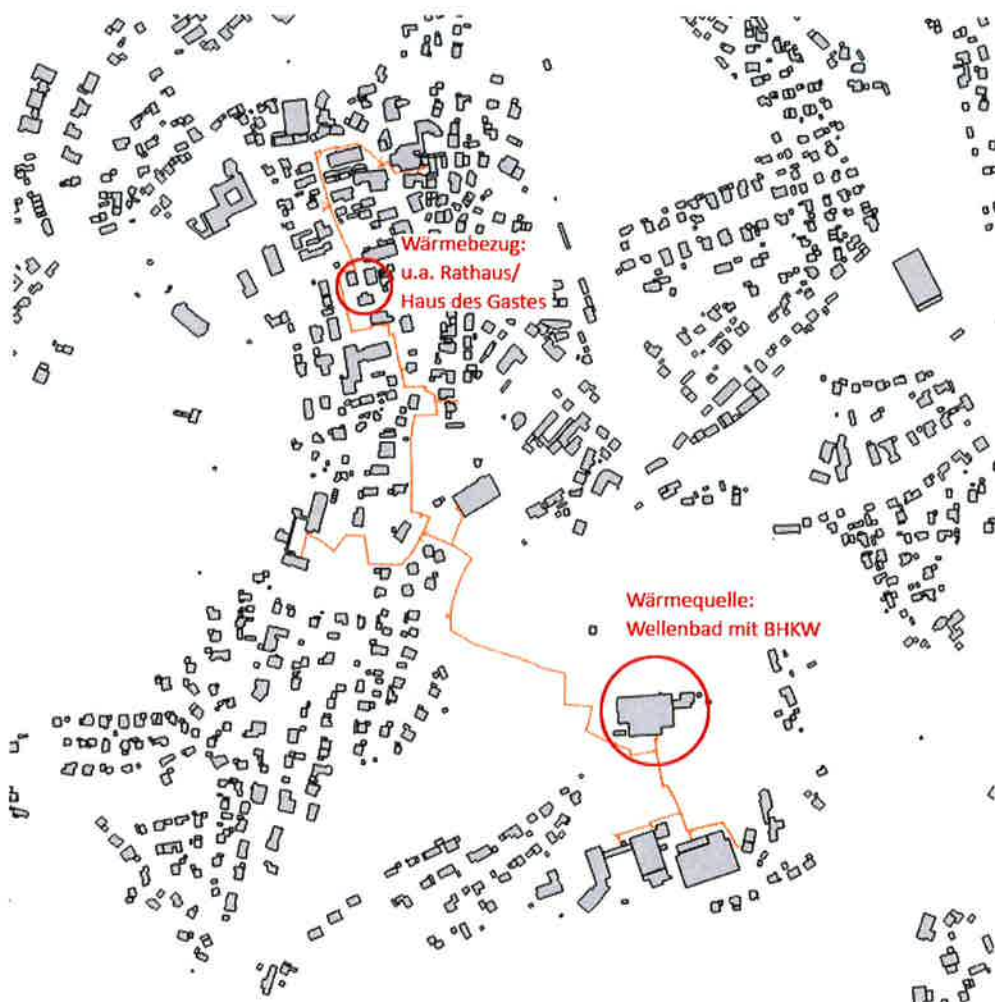 Wärmebezug:
u.a. Rathaus/
Haus des Gastes
Wärmequelle:
Wellenbad mit BHKW